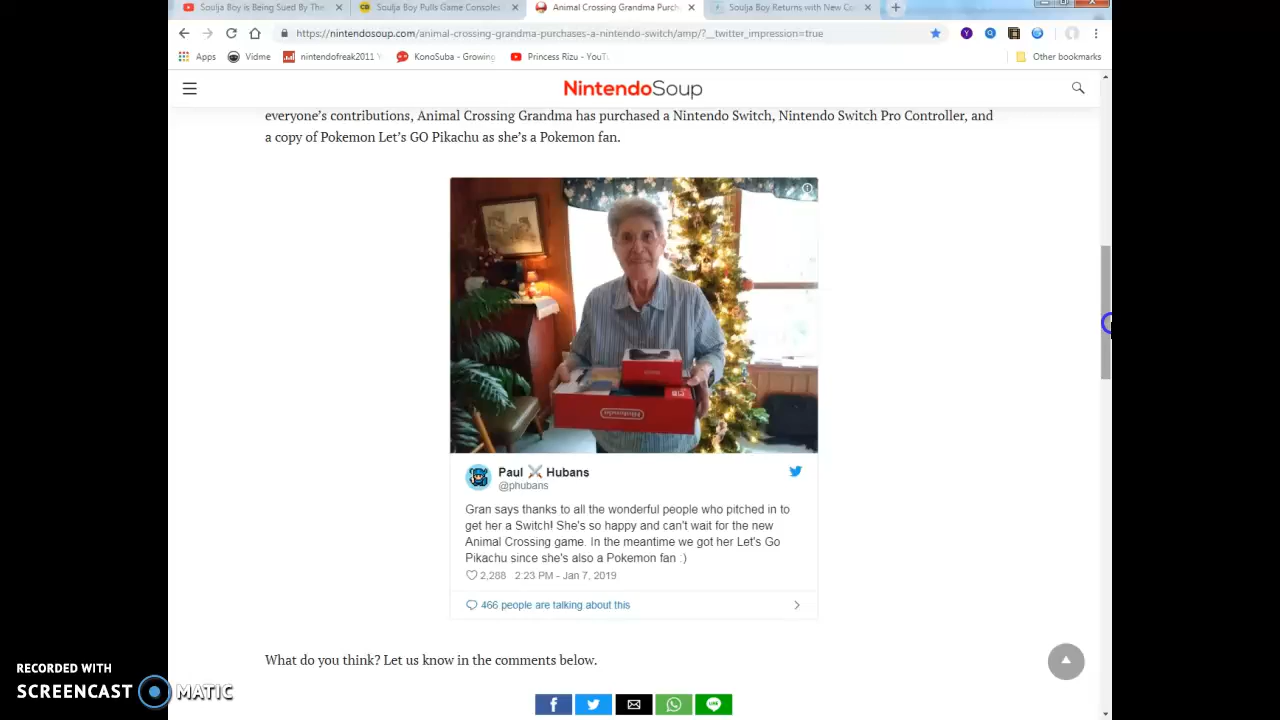 Soulja Boy is Being Sued By The
Soulja Boy Pulls Game Consoles
Animal Crossing Grandma Purch
Soulja Boy Returns with New Co
https://nintendosoup.com/animal-crossing-grandma-purchases-a-nintendo-switch/amp/?__twitter_impression=true
Apps
Vidme
nintendofreak2011
KonoSuba - Growing
Princess Rizu - YouTu
Other bookmarks
NintendoSoup
everyone's contributions, Animal Crossing Grandma has purchased a Nintendo Switch, Nintendo Switch Pro Controller, and
a copy of Pokemon Let's GO Pikachu as she's a Pokemon fan.
Nintendo
Paul Hubans
@phubans
Gran says thanks to all the wonderful people who pitched in to
get her a Switch! She's so happy and can't wait for the new
Animal Crossing game. In the meantime we got her Let's Go
Pikachu since she's also a Pokemon fan :)
2,288 2:23 PM - Jan 7, 2019
466 people are talking about this
What do you think? Let us know in the comments below.
RECORDED WITH
SCREENCAST MATIC